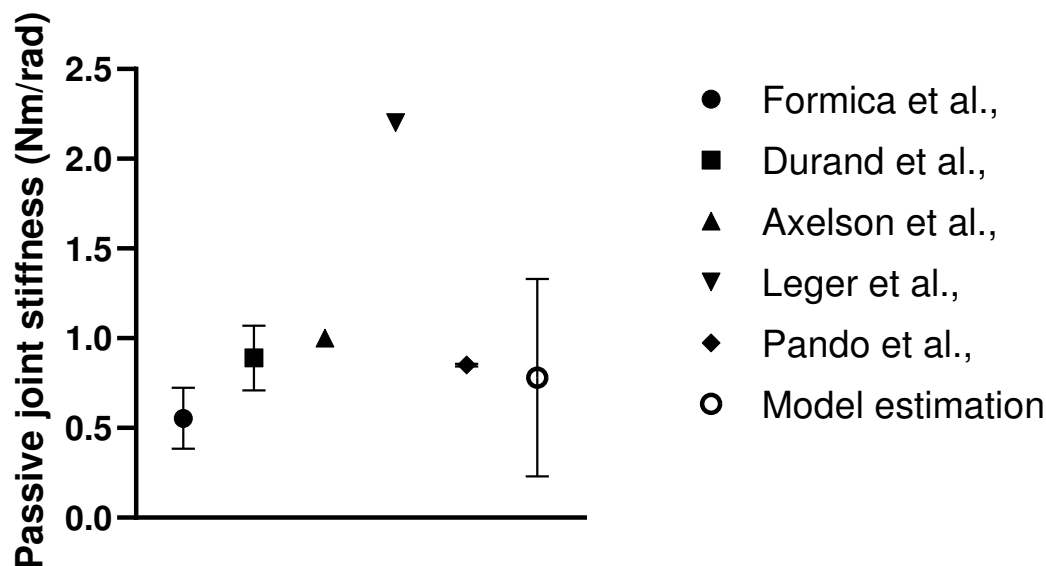 Passive joint stiffness (Nm/rad)
2.5
2.0
1.5
1.0
0.5
0.0
Formica et al.,
Durand et al.,
Axelson et al.,
Leger et al.,
Pando et al.,
Model estimation